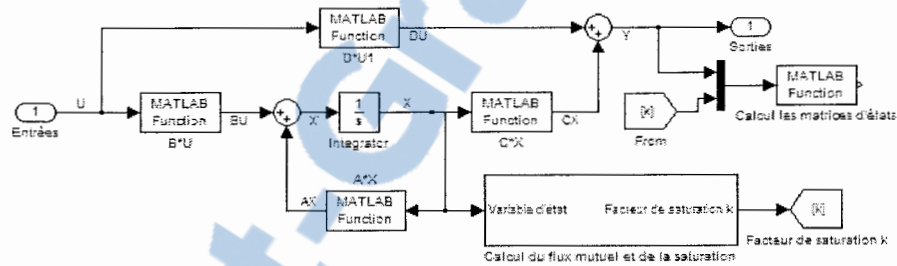 MATLAB
Function
DU
D*U1
Y
1
Sorties
U
1
Entrées
MATLAB
Function
BU
B*U
X'
1
s
Integrator
X
MATLAB
Function
CX
C*X
[k]
From
MATLAB
Function
Calcul les matrices d'états
A*X
AX
MATLAB
Function
Variable d'état
Facteur de saturation k
[k]
Facteur de saturation k
Calcul du flux mutuel et de la saturation